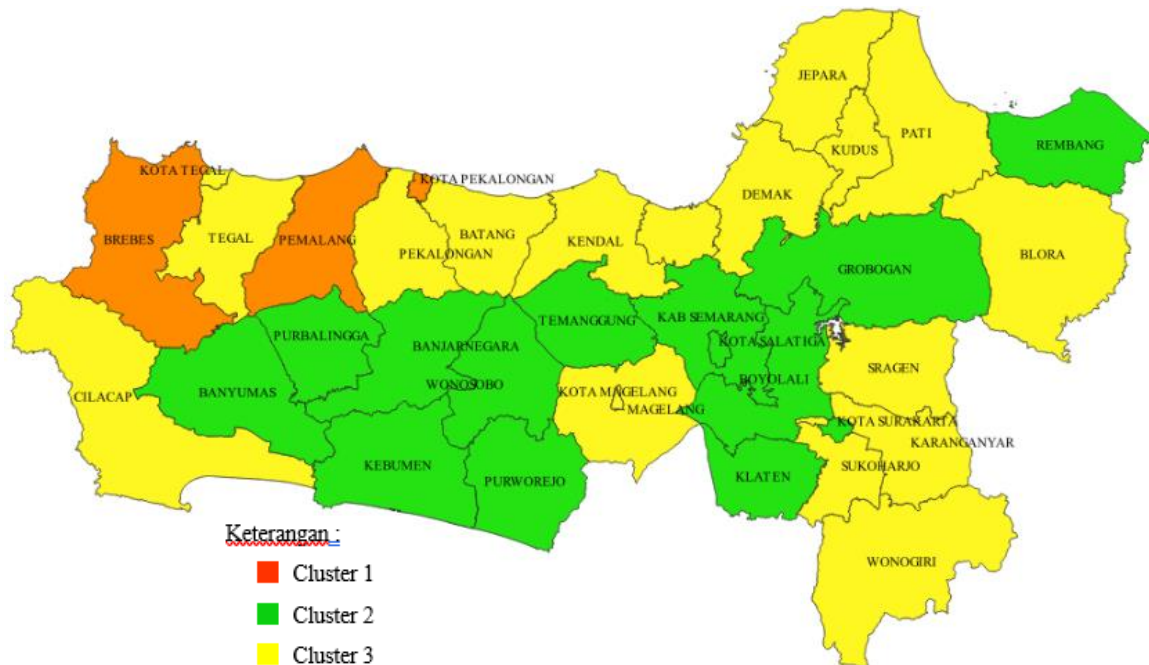 JEPARA
PATI
KUDUS
REMBANG
KOTA TEGAL
KOTA PEKALONGAN
DEMAK
BREBES
TEGAL
PEMALANG
BATANG
PEKALONGAN
KENDAL
BLORA
GROBOGAN
TEMANGGUNG
KAB SEMARANG
PURBALINGGA
BANJARNEGARA
KOTA SALATIGA
SRAGEN
CILACAP
BANYUMAS
WONOSOBO
KOTA MAGELANG
BOYOLALI
MAGELANG
KOTA SURAKARTA
KARANGANYAR
KEBUMEN
SUKOHARJO
PURWOREJO
KLATEN
WONOGIRI
Keterangan :
Cluster 1
Cluster 2
Cluster 3